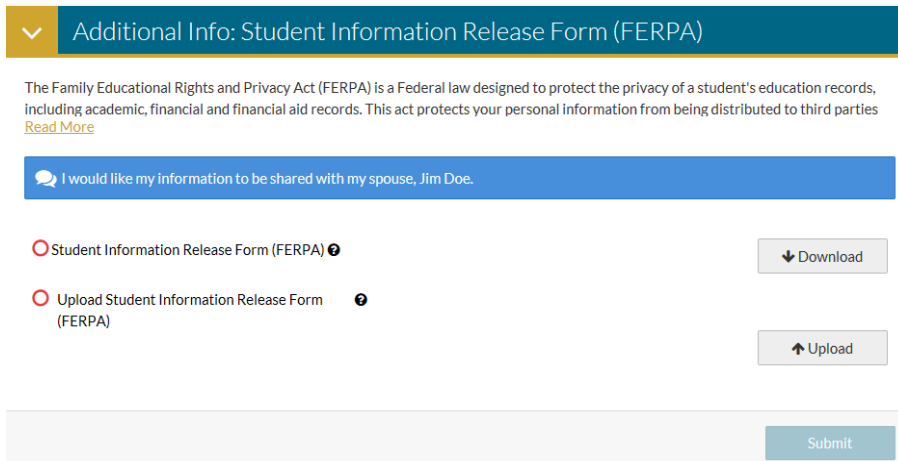 Additional Info: Student Information Release Form (FERPA)
The Family Educational Rights and Privacy Act (FERPA) is a Federal law designed to protect the privacy of a student's education records,
including academic, financial and financial aid records. This act protects your personal information from being distributed to third parties
Read More
I would like my information to be shared with my spouse, Jim Doe.
Student Information Release Form (FERPA) ?
Download
Upload Student Information Release Form ?
(FERPA)
Upload
Submit